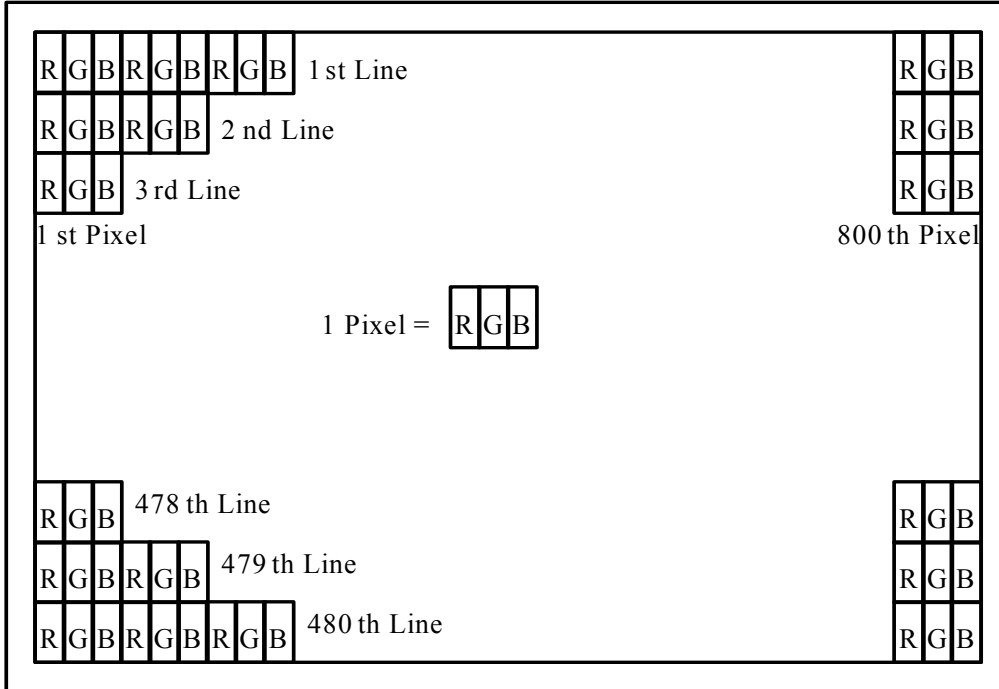 R G B R G B R G B 1 st Line R G B
R G B R G B 2 nd Line R G B
R G B 3 rd Line R G B
1 st Pixel 800 th Pixel
1 Pixel = R G B
R G B 478 th Line R G B
R G B R G B 479 th Line R G B
R G B R G B R G B 480 th Line R G B